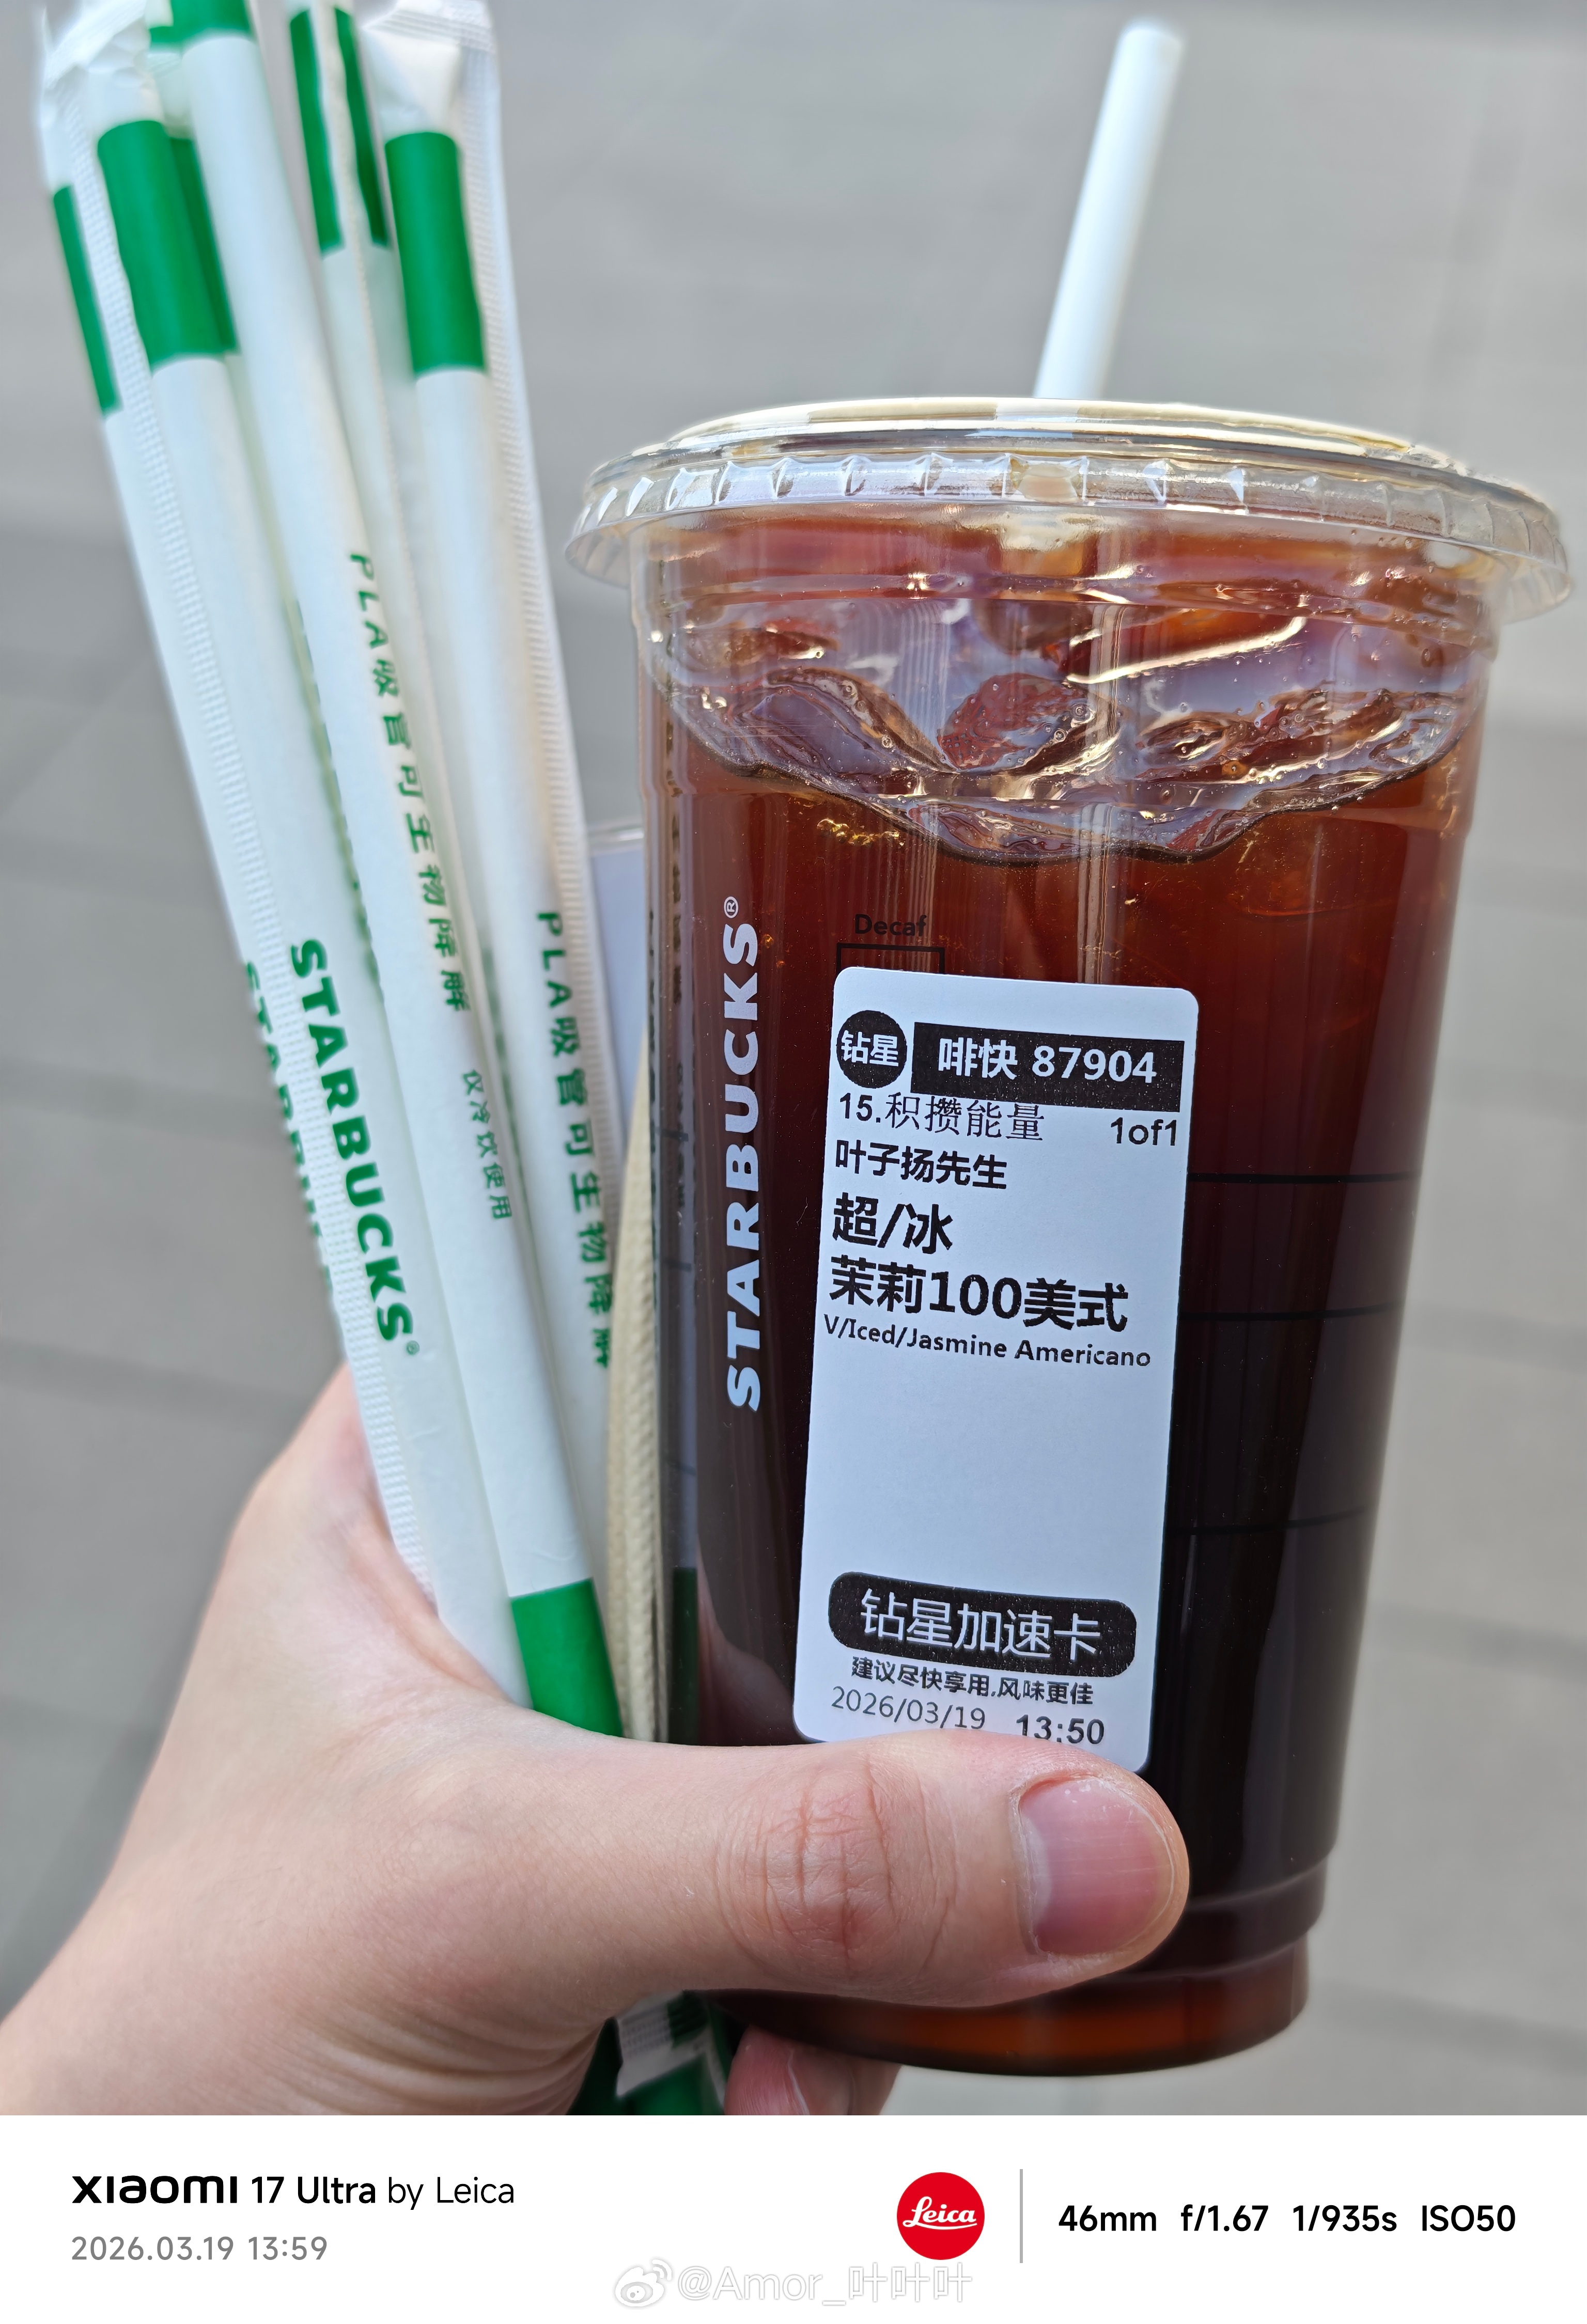 PLA吸管可生物降解 仅冷饮使用
PLA吸管可生物降解
STARBUCKS®
STARBUCKS®
Decaf
钻星
啡快 87904
15.积攒能量
1of1
叶子扬先生
超/冰
茉莉100美式
V/Iced/Jasmine Americano
钻星加速卡
建议尽快享用,风味更佳
2026/03/19 13:50
xiaomi 17 Ultra by Leica
2026.03.19 13:59
Leica
46mm f/1.67 1/935s ISO50
@Amor_叶叶叶